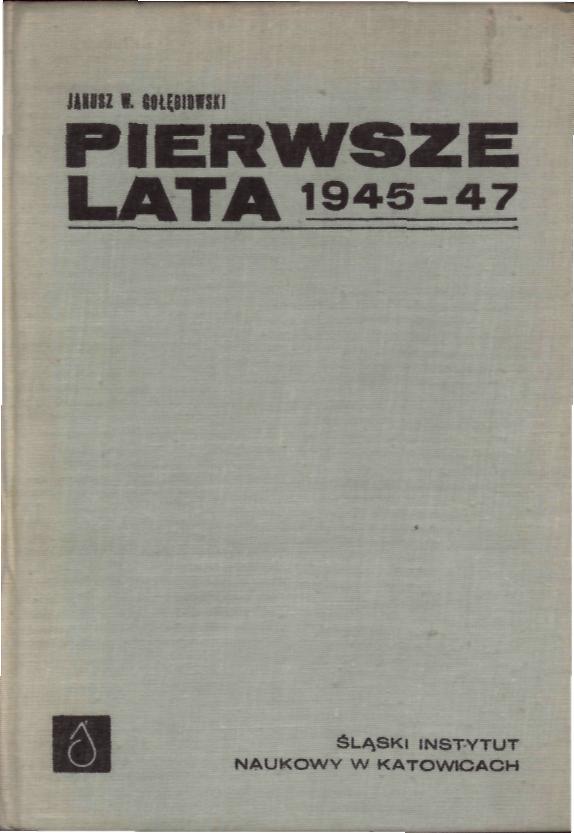 JANUSZ W. GOŁĘBIOWSKI
PIERWSZE
LATA 1945-47
ŚLĄSKI INSTYTUT
NAUKOWY W KATOWICACH